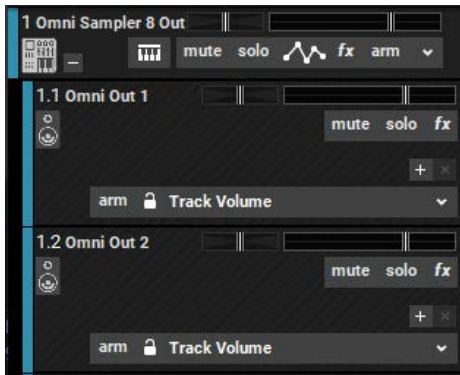 1 Omni Sampler 8 Out
mute solo fx arm
1.1 Omni Out 1
mute solo fx
+ ×
arm Track Volume
1.2 Omni Out 2
mute solo fx
+ ×
arm Track Volume